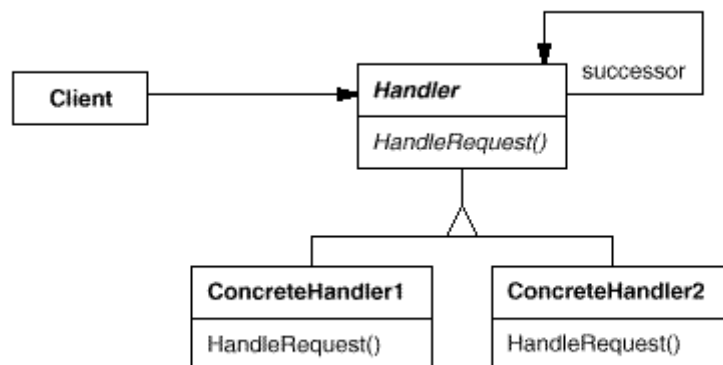 successor
Client
Handler
HandleRequest()
ConcreteHandler1
ConcreteHandler2
HandleRequest()
HandleRequest()